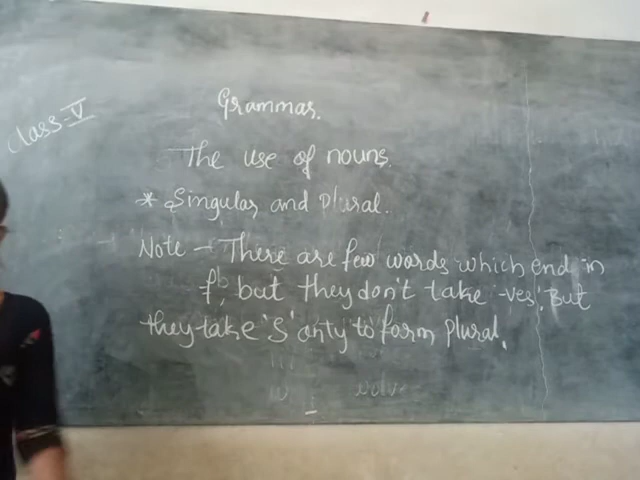 Class-V
Grammar.
The use of nouns.
* Singular and Plural.
Note - There are few words which end in
f, but they don't take -ves'. But
they take 's' only to form plural.